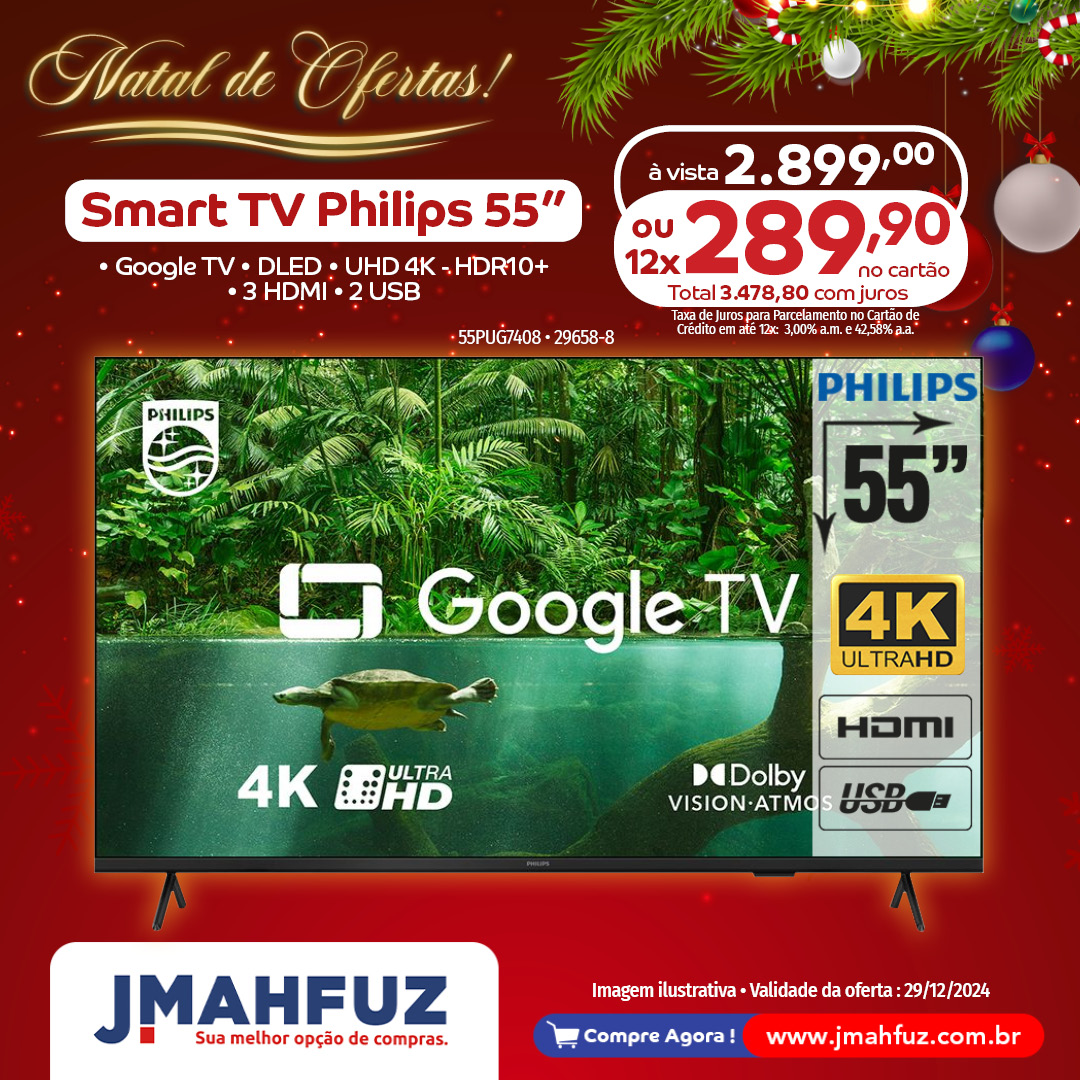 Natal de Ofertas!
Smart TV Philips 55”
• Google TV • DLED • UHD 4K - HDR10+
• 3 HDMI • 2 USB
à vista 2.899,00
ou
12x 289,90
no cartão
Total 3.478,80 com juros
Taxa de Juros para Parcelamento no Cartão de
Crédito em até 12x: 3,00% a.m. e 42,58% a.a.
55PUG7408 • 29658-8
PHILIPS
PHILIPS
55”
Google TV
4K
ULTRA HD
HDMI
4K ULTRA
HD
Dolby
VISION·ATMOS
USB
PHILIPS
JMAHFUZ
Sua melhor opção de compras.
Imagem ilustrativa • Validade da oferta : 29/12/2024
Compre Agora !
www.jmahfuz.com.br